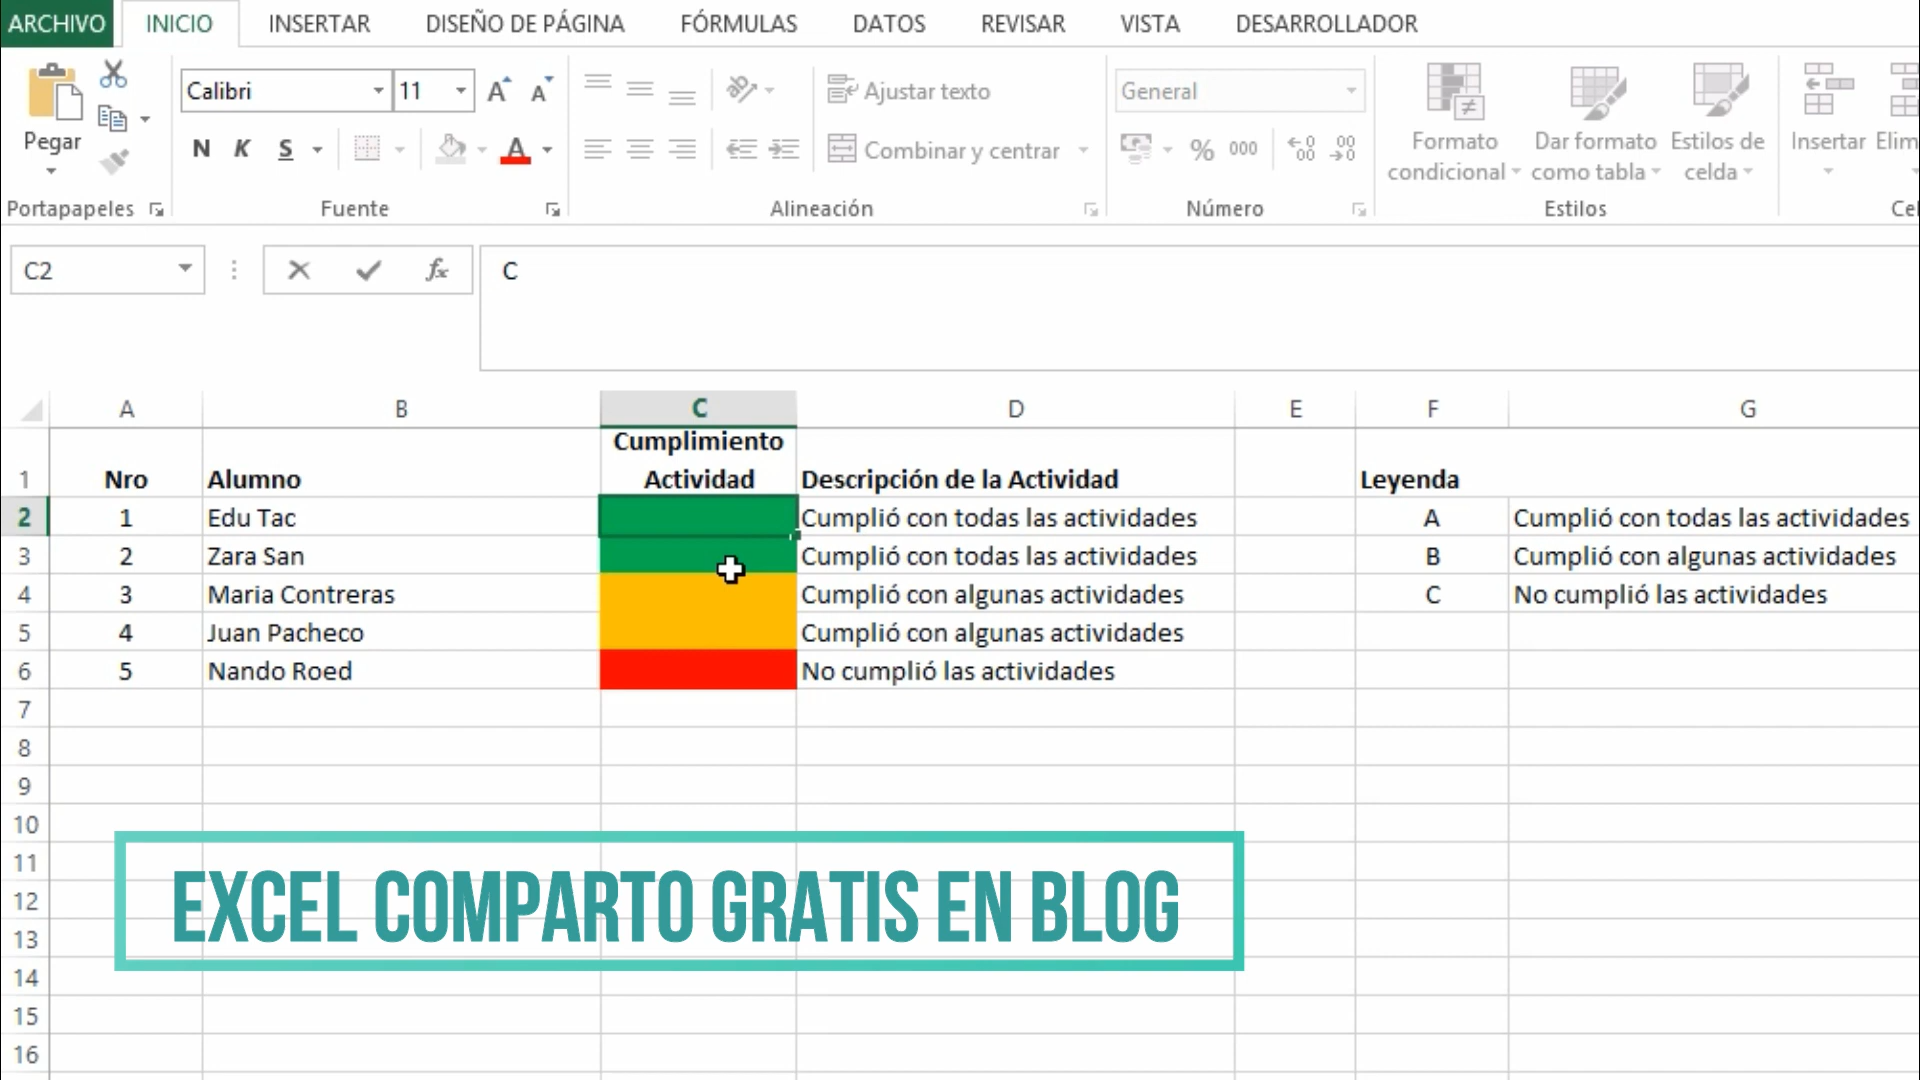 ARCHIVO INICIO INSERTAR DISEÑO DE PÁGINA FÓRMULAS DATOS REVISAR VISTA DESARROLLADOR
Calibri 11 A A Ajustar texto General
Pegar N K S A Combinar y centrar % 000
Formato condicional
Dar formato como tabla
Estilos de celda
Insertar
Portapapeles Fuente Alineación Número Estilos
C2 fx C
A B C D E F G
1 Nro Alumno Cumplimiento Actividad Descripción de la Actividad Leyenda
2 1 Edu Tac Cumplió con todas las actividades A Cumplió con todas las actividades
3 2 Zara San Cumplió con todas las actividades B Cumplió con algunas actividades
4 3 Maria Contreras Cumplió con algunas actividades C No cumplió las actividades
5 4 Juan Pacheco Cumplió con algunas actividades
6 5 Nando Roed No cumplió las actividades
7
8
9
10
11
12
13
14
15
16
EXCEL COMPARTO GRATIS EN BLOG